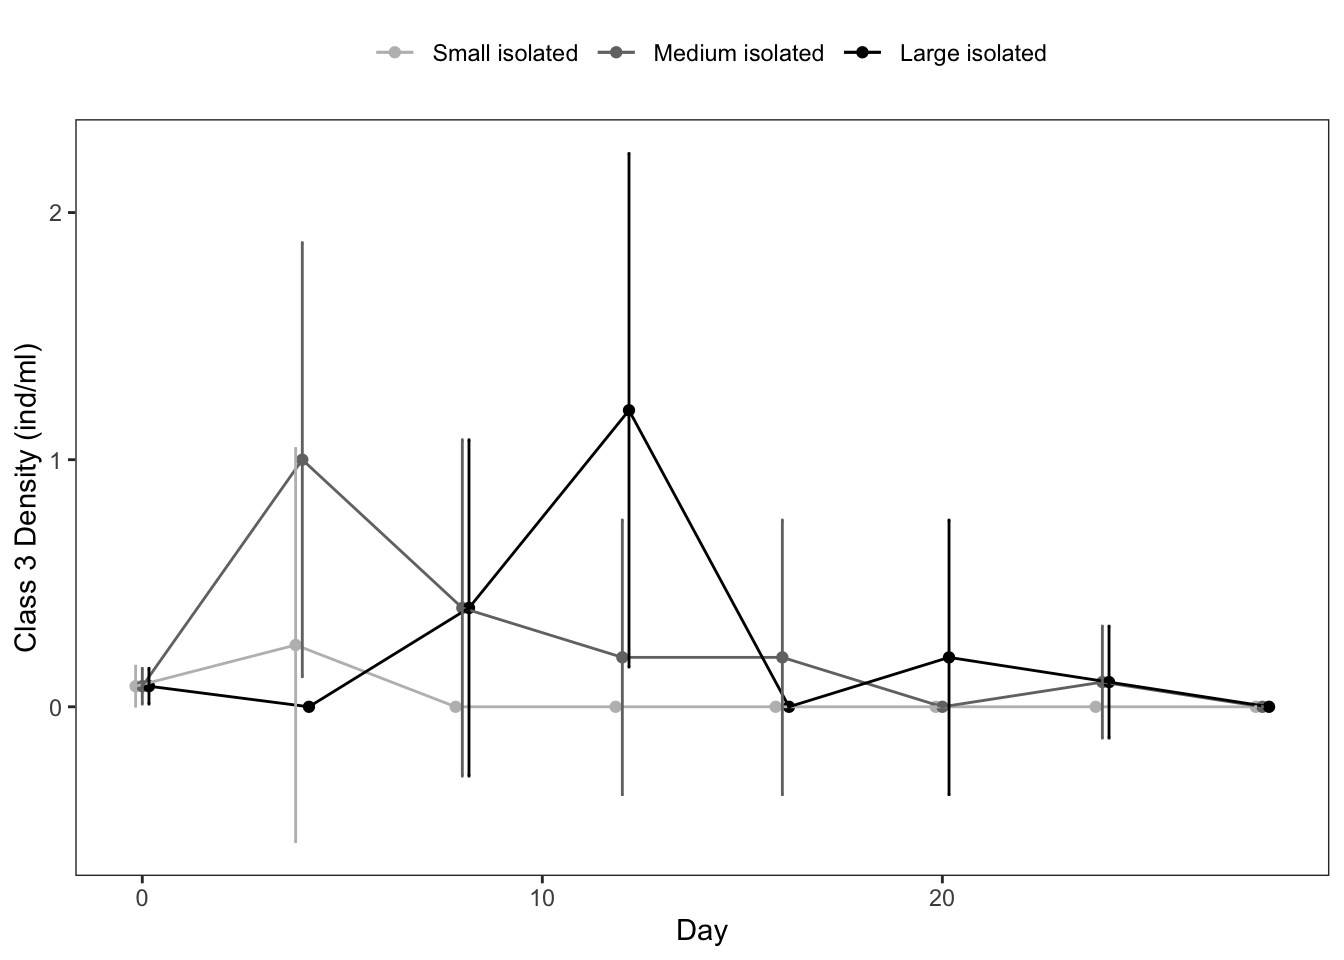 Small isolated Medium isolated Large isolated
Class 3 Density (ind/ml)
2
1
0
0 10 20
Day